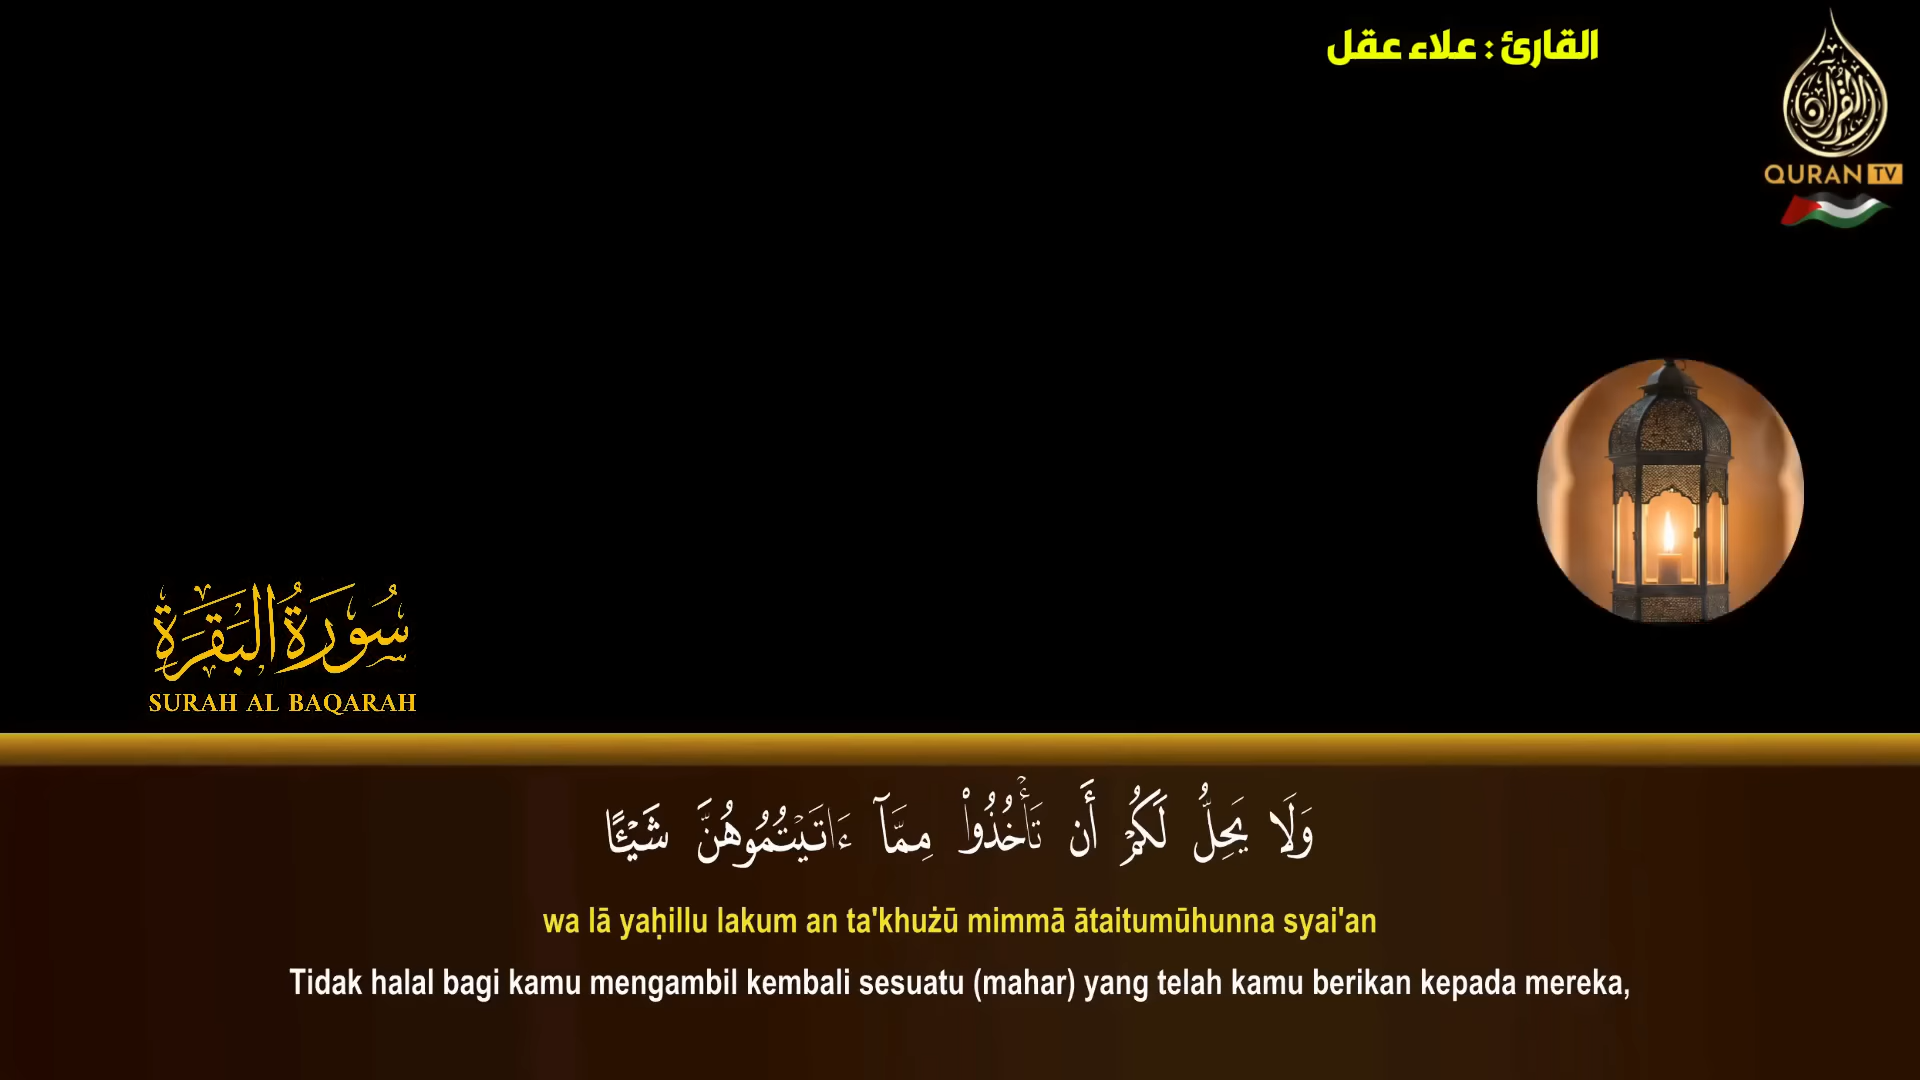 القارئ : علاء عقل
القرآن
QURAN TV
سُورَةُ البَقَرَةِ
SURAH AL BAQARAH
وَلَا يَحِلُّ لَكُمْ أَن تَأْخُذُوا۟ مِمَّآ ءَاتَيْتُمُوهُنَّ شَيْـًٔا
wa lā yaḥillu lakum an ta'khużū mimmā ātaitumūhunna syai'an
Tidak halal bagi kamu mengambil kembali sesuatu (mahar) yang telah kamu berikan kepada mereka,